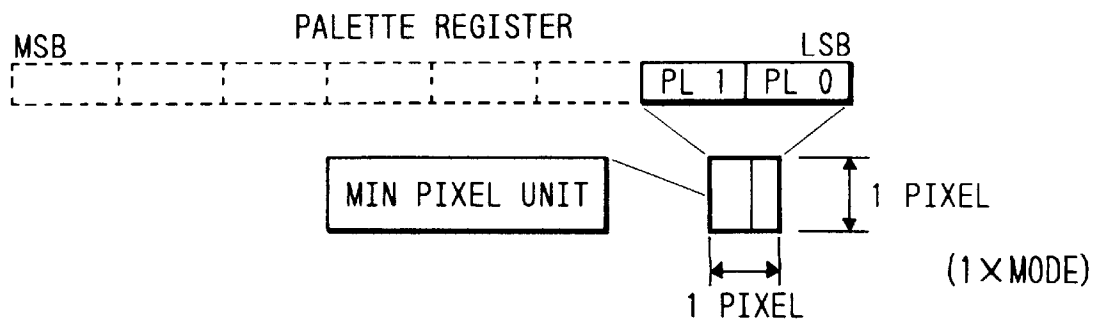 PALETTE REGISTER
MSB
LSB
PL 1
PL 0
MIN PIXEL UNIT
1 PIXEL
(1×MODE)
1 PIXEL